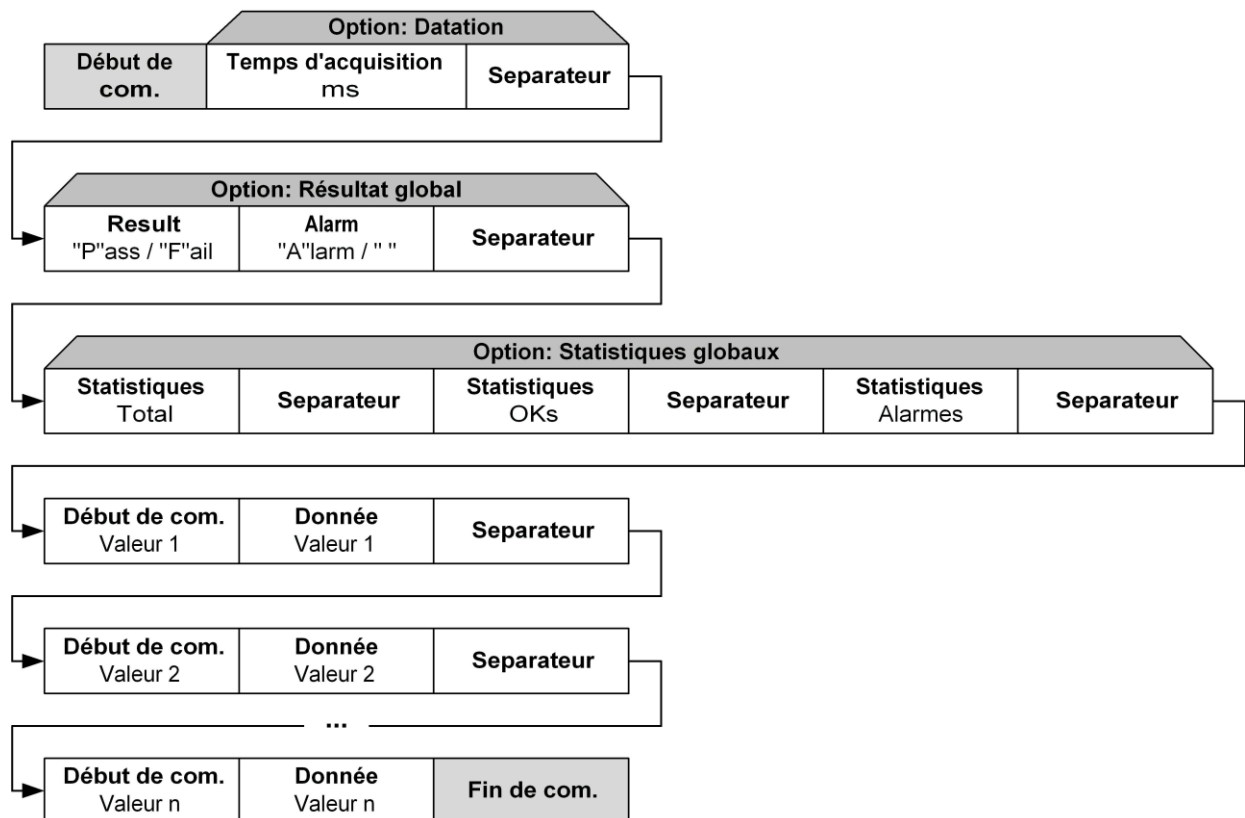 Option: Datation
Début de com.
Temps d'acquisition
ms
Separateur
Option: Résultat global
Result
"P"ass / "F"ail
Alarm
"A"larm / " "
Separateur
Option: Statistiques globaux
Statistiques
Total
Separateur
Statistiques
OKs
Separateur
Statistiques
Alarmes
Separateur
Début de com.
Valeur 1
Donnée
Valeur 1
Separateur
Début de com.
Valeur 2
Donnée
Valeur 2
Separateur
...
Début de com.
Valeur n
Donnée
Valeur n
Fin de com.